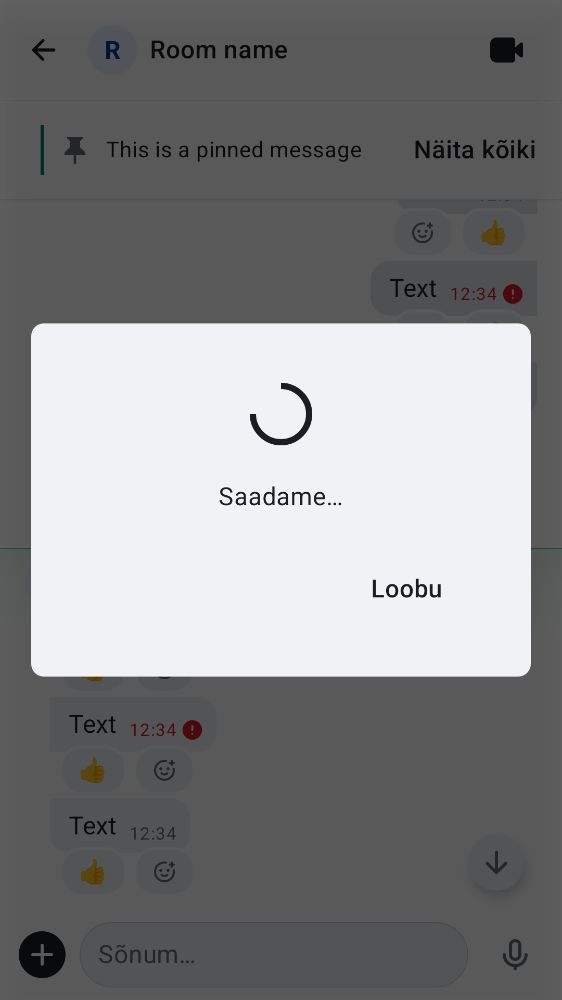 R Room name
This is a pinned message Näita kõiki
Text 12:34
Saadame…
Loobu
Text 12:34
Text 12:34
Sõnum…